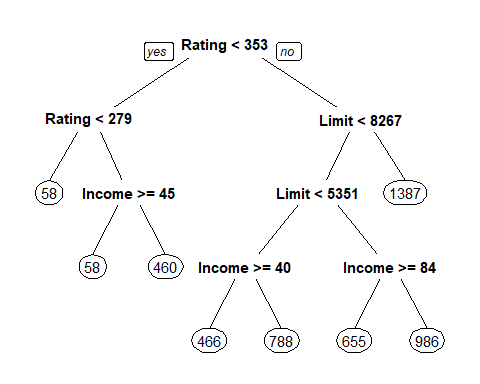 yes Rating < 353 no
Rating < 279 Limit < 8267
58 Income >= 45 Limit < 5351 1387
58 460 Income >= 40 Income >= 84
466 788 655 986